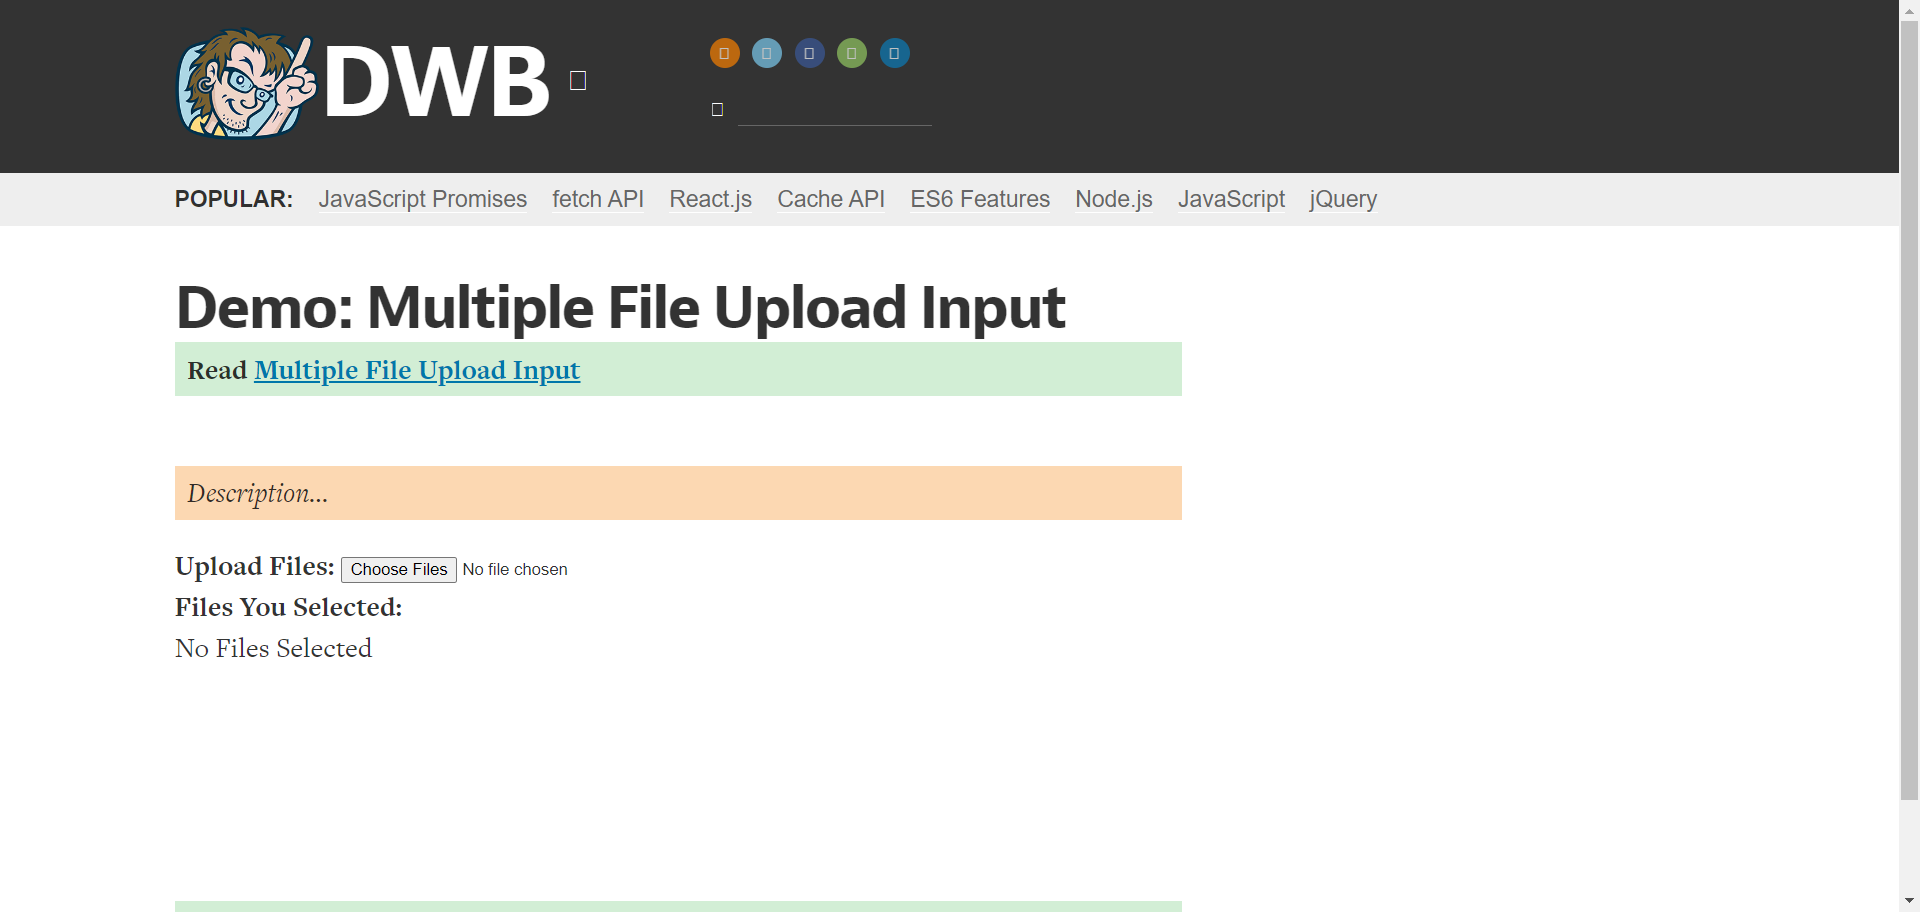 DWB
POPULAR: JavaScript Promises fetch API React.js Cache API ES6 Features Node.js JavaScript jQuery
Demo: Multiple File Upload Input
Read Multiple File Upload Input
Description...
Upload Files: Choose Files No file chosen
Files You Selected:
No Files Selected